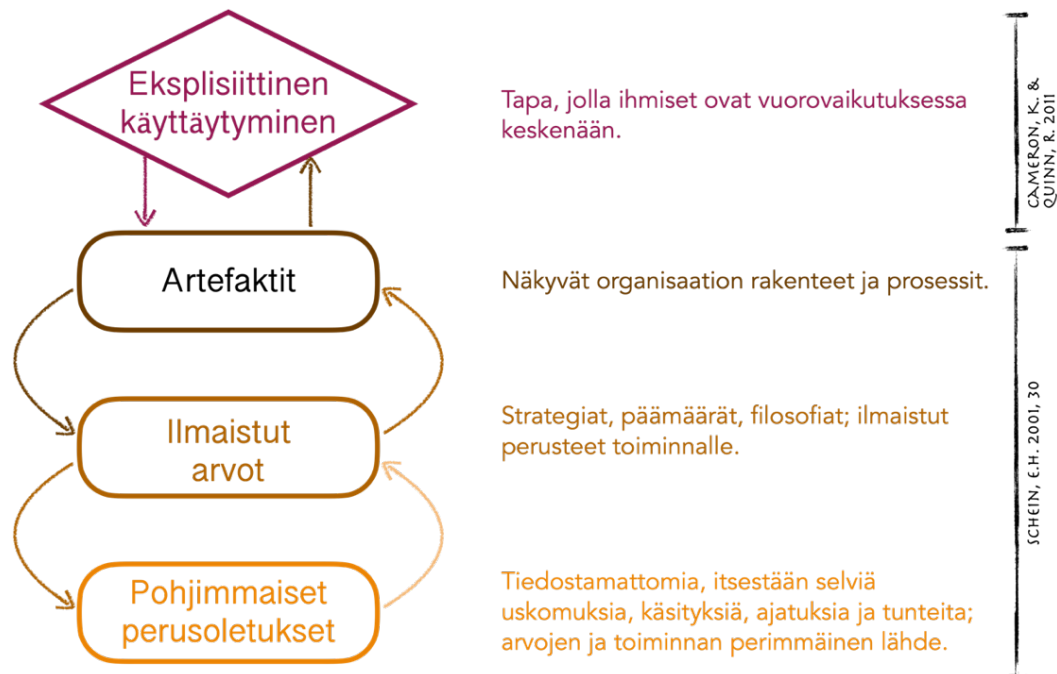 Eksplisiittinen
käyttäytyminen
Tapa, jolla ihmiset ovat vuorovaikutuksessa
keskenään.
Artefaktit
Näkyvät organisaation rakenteet ja prosessit.
Ilmaistut
arvot
Strategiat, päämäärät, filosofiat; ilmaistut
perusteet toiminnalle.
Pohjimmaiset
perusoletukset
Tiedostamattomia, itsestään selviä
uskomuksia, käsityksiä, ajatuksia ja tunteita;
arvojen ja toiminnan perimmäinen lähde.
CAMERON, K. &
QUINN, R. 2011
SCHEIN, E.H. 2001, 30